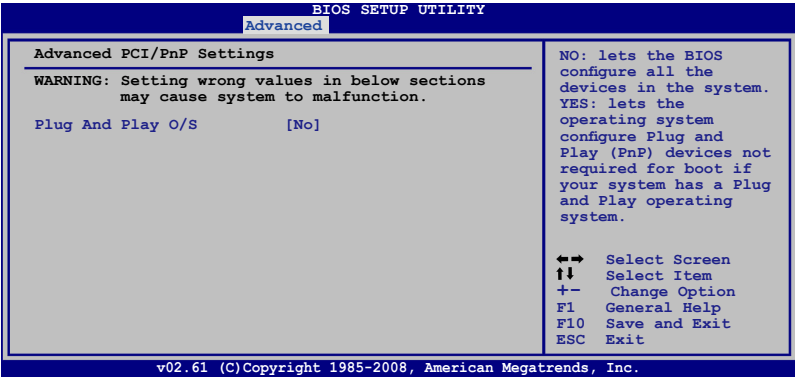 BIOS SETUP UTILITY
Advanced
Advanced PCI/PnP Settings
WARNING: Setting wrong values in below sections
may cause system to malfunction.
Plug And Play O/S [No]
NO: lets the BIOS
configure all the
devices in the system.
YES: lets the
operating system
configure Plug and
Play (PnP) devices not
required for boot if
your system has a Plug
and Play operating
system.
←→ Select Screen
↑↓ Select Item
+- Change Option
F1 General Help
F10 Save and Exit
ESC Exit
v02.61 (C)Copyright 1985-2008, American Megatrends, Inc.